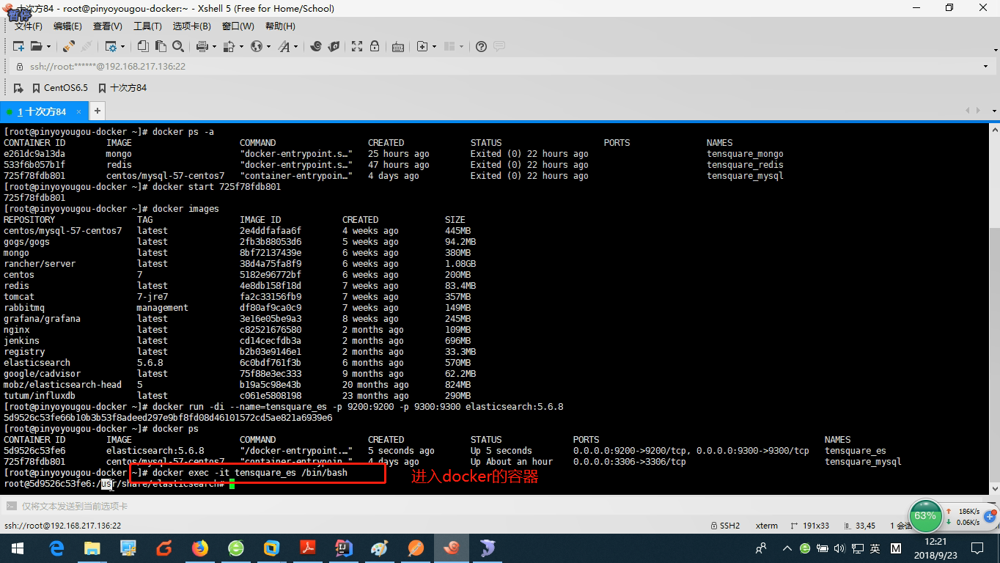 十次方84 - root@pinyoyougou-docker:~ - Xshell 5 (Free for Home/School)
暂停
文件(F) 编辑(E) 查看(V) 工具(T) 选项卡(B) 窗口(W) 帮助(H)
ssh://root:******@192.168.217.136:22
CentOS6.5 十次方84
1 十次方84 × +
[root@pinyoyougou-docker ~]# docker ps -a
CONTAINER ID IMAGE COMMAND CREATED STATUS PORTS NAMES
e261dc9a13da mongo "docker-entrypoint.s…" 25 hours ago Exited (0) 22 hours ago tensquare_mongo
533f6b057b1f redis "docker-entrypoint.s…" 47 hours ago Exited (0) 22 hours ago tensquare_redis
725f78fdb801 centos/mysql-57-centos7 "container-entrypoin…" 4 days ago Exited (0) 22 hours ago tensquare_mysql
[root@pinyoyougou-docker ~]# docker start 725f78fdb801
725f78fdb801
[root@pinyoyougou-docker ~]# docker images
REPOSITORY TAG IMAGE ID CREATED SIZE
centos/mysql-57-centos7 latest 2e4ddfafaa6f 4 weeks ago 445MB
gogs/gogs latest 2fb3b88053d6 5 weeks ago 94.2MB
mongo latest 8bf72137439e 6 weeks ago 380MB
rancher/server latest 38d4a75fa8f9 6 weeks ago 1.08GB
centos 7 5182e96772bf 6 weeks ago 200MB
redis latest 4e8db158f18d 7 weeks ago 83.4MB
tomcat 7-jre7 fa2c33156fb9 7 weeks ago 357MB
rabbitmq management df80af9ca0c9 7 weeks ago 149MB
grafana/grafana latest 3e16e05be9a3 8 weeks ago 245MB
nginx latest c82521676580 2 months ago 109MB
jenkins latest cd14cecfdb3a 2 months ago 696MB
registry latest b2b03e9146e1 2 months ago 33.3MB
elasticsearch 5.6.8 6c0bdf761f3b 6 months ago 570MB
google/cadvisor latest 75f88e3ec333 9 months ago 62.2MB
mobz/elasticsearch-head 5 b19a5c98e43b 20 months ago 824MB
tutum/influxdb latest c061e5808198 23 months ago 290MB
[root@pinyoyougou-docker ~]# docker run -di --name=tensquare_es -p 9200:9200 -p 9300:9300 elasticsearch:5.6.8
5d9526c53fe66b10b3b53f8adeed297e9bf8fd08d46101572cd5ae821a6939e6
[root@pinyoyougou-docker ~]# docker ps
CONTAINER ID IMAGE COMMAND CREATED STATUS PORTS NAMES
5d9526c53fe6 elasticsearch:5.6.8 "/docker-entrypoint.…" 5 seconds ago Up 5 seconds 0.0.0.0:9200->9200/tcp, 0.0.0.0:9300->9300/tcp tensquare_es
725f78fdb801 centos/mysql-57-centos7 "container-entrypoin…" 4 days ago Up About an hour 0.0.0.0:3306->3306/tcp tensquare_mysql
[root@pinyoyougou-docker ~]# docker exec -it tensquare_es /bin/bash
进入docker的容器
root@5d9526c53fe6:/usr/share/elasticsearch#
仅将文本发送到当前选项卡
63% 186K/s
0.06K/s
ssh://root@192.168.217.136:22 SSH2 xterm 191x33 33,45 1 会话
英 M
12:21
2018/9/23